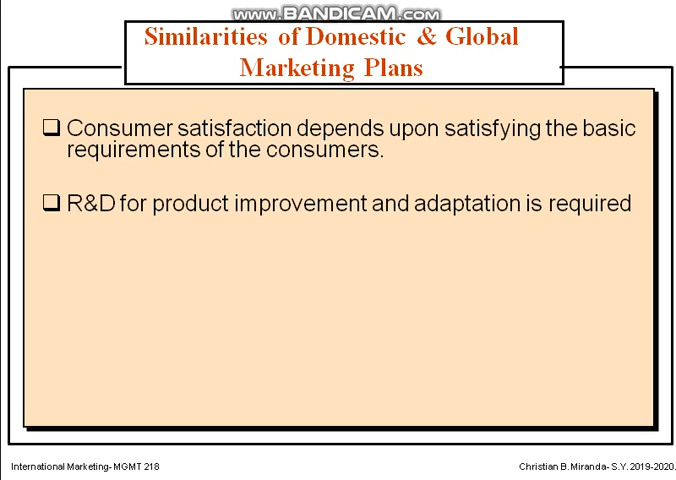 www.BANDICAM.com
Similarities of Domestic & Global
Marketing Plans
❑ Consumer satisfaction depends upon satisfying the basic
requirements of the consumers.
❑ R&D for product improvement and adaptation is required
International Marketing- MGMT 218
Christian B. Miranda- S.Y. 2019-2020.